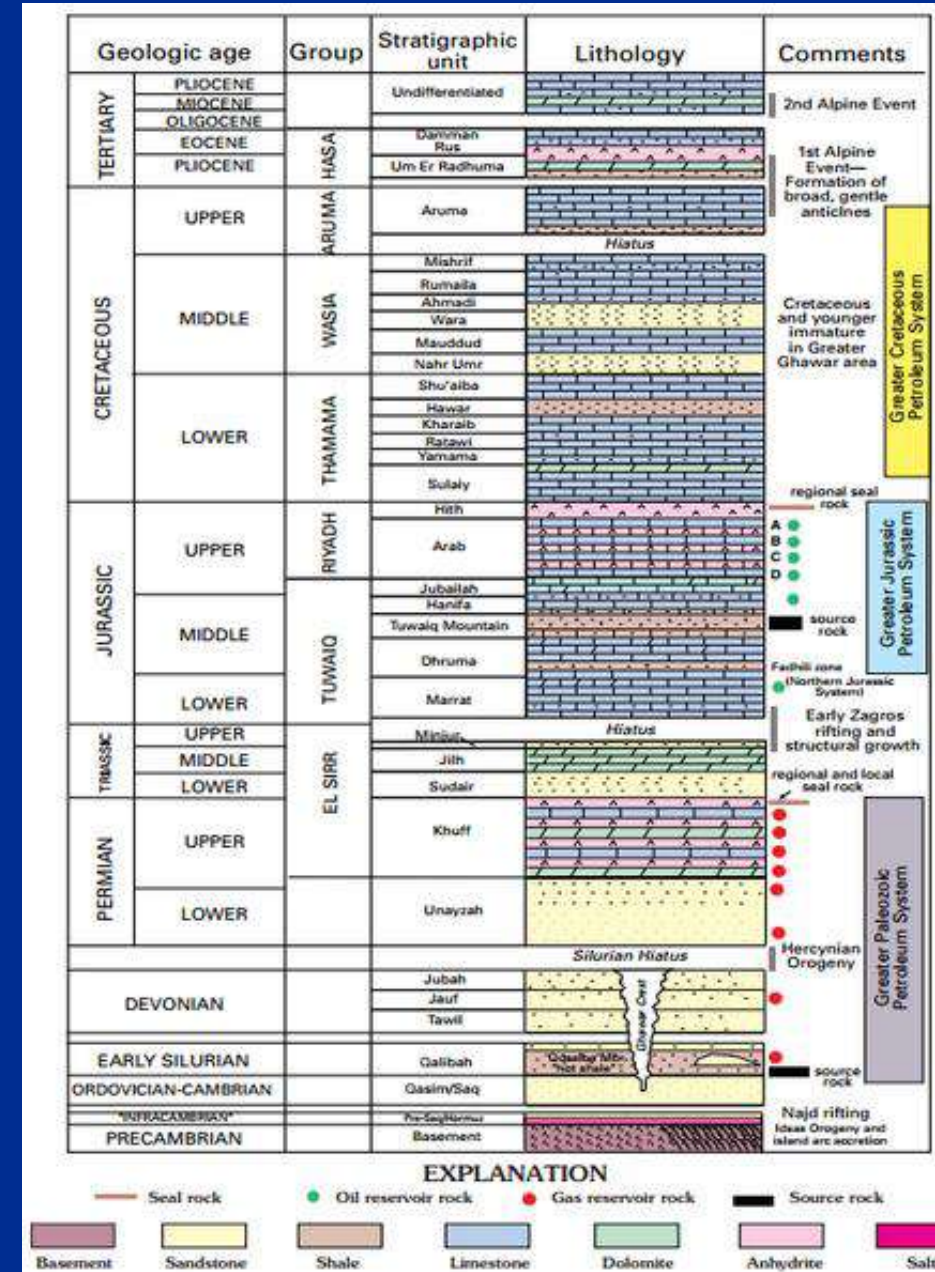 Geologic age
Group
Stratigraphic
unit
Lithology
Comments
TERTIARY
PLIOCENE
MIOCENE
OLIGOCENE
EOCENE
PLIOCENE
HASA
Undifferentiated
Damman
Rus
Um Er Radhuma
2nd Alpine Event
1st Alpine
Event—
Formation of
broad, gentle
anticlines
CRETACEOUS
UPPER
MIDDLE
LOWER
ARUMA
WASIA
THAMAMA
Aruma
Hiatus
Mishrif
Rumaila
Ahmadi
Wara
Mauddud
Nahr Umr
Shu'aiba
Hawar
Kharaib
Ratawi
Yamama
Sulaiy
Cretaceous
and younger
immature
in Greater
Ghawar area
Greater Cretaceous
Petroleum System
JURASSIC
UPPER
MIDDLE
LOWER
RIYADH
TUWAIQ
Hith
Arab
Jubailah
Hanifa
Tuwaiq Mountain
Dhruma
Marrat
regional seal
rock
A
B
C
D
source
rock
Fadhili zone
(Northern Jurassic
System)
Greater Jurassic
Petroleum System
Hiatus
Early Zagros
rifting and
structural growth
TRIASSIC
UPPER
MIDDLE
LOWER
EL SIRR
Minjur
Jilh
Sudair
regional and local
seal rock
PERMIAN
UPPER
LOWER
Khuff
Unayzah
Silurian Hiatus
Hercynian
Orogeny
Greater Paleozoic
Petroleum System
DEVONIAN
Jubah
Jauf
Tawil
Ghawar Crest
EARLY SILURIAN
Qalibah
"hot shale"
source
rock
ORDOVICIAN-CAMBRIAN
Qasim/Saq
"INFRACAMBRIAN"
Najd rifting
Idsas Orogeny and
island arc accretion
PRECAMBRIAN
Basement
EXPLANATION
Seal rock
Oil reservoir rock
Gas reservoir rock
Source rock
Basement
Sandstone
Shale
Limestone
Dolomite
Anhydrite
Salt